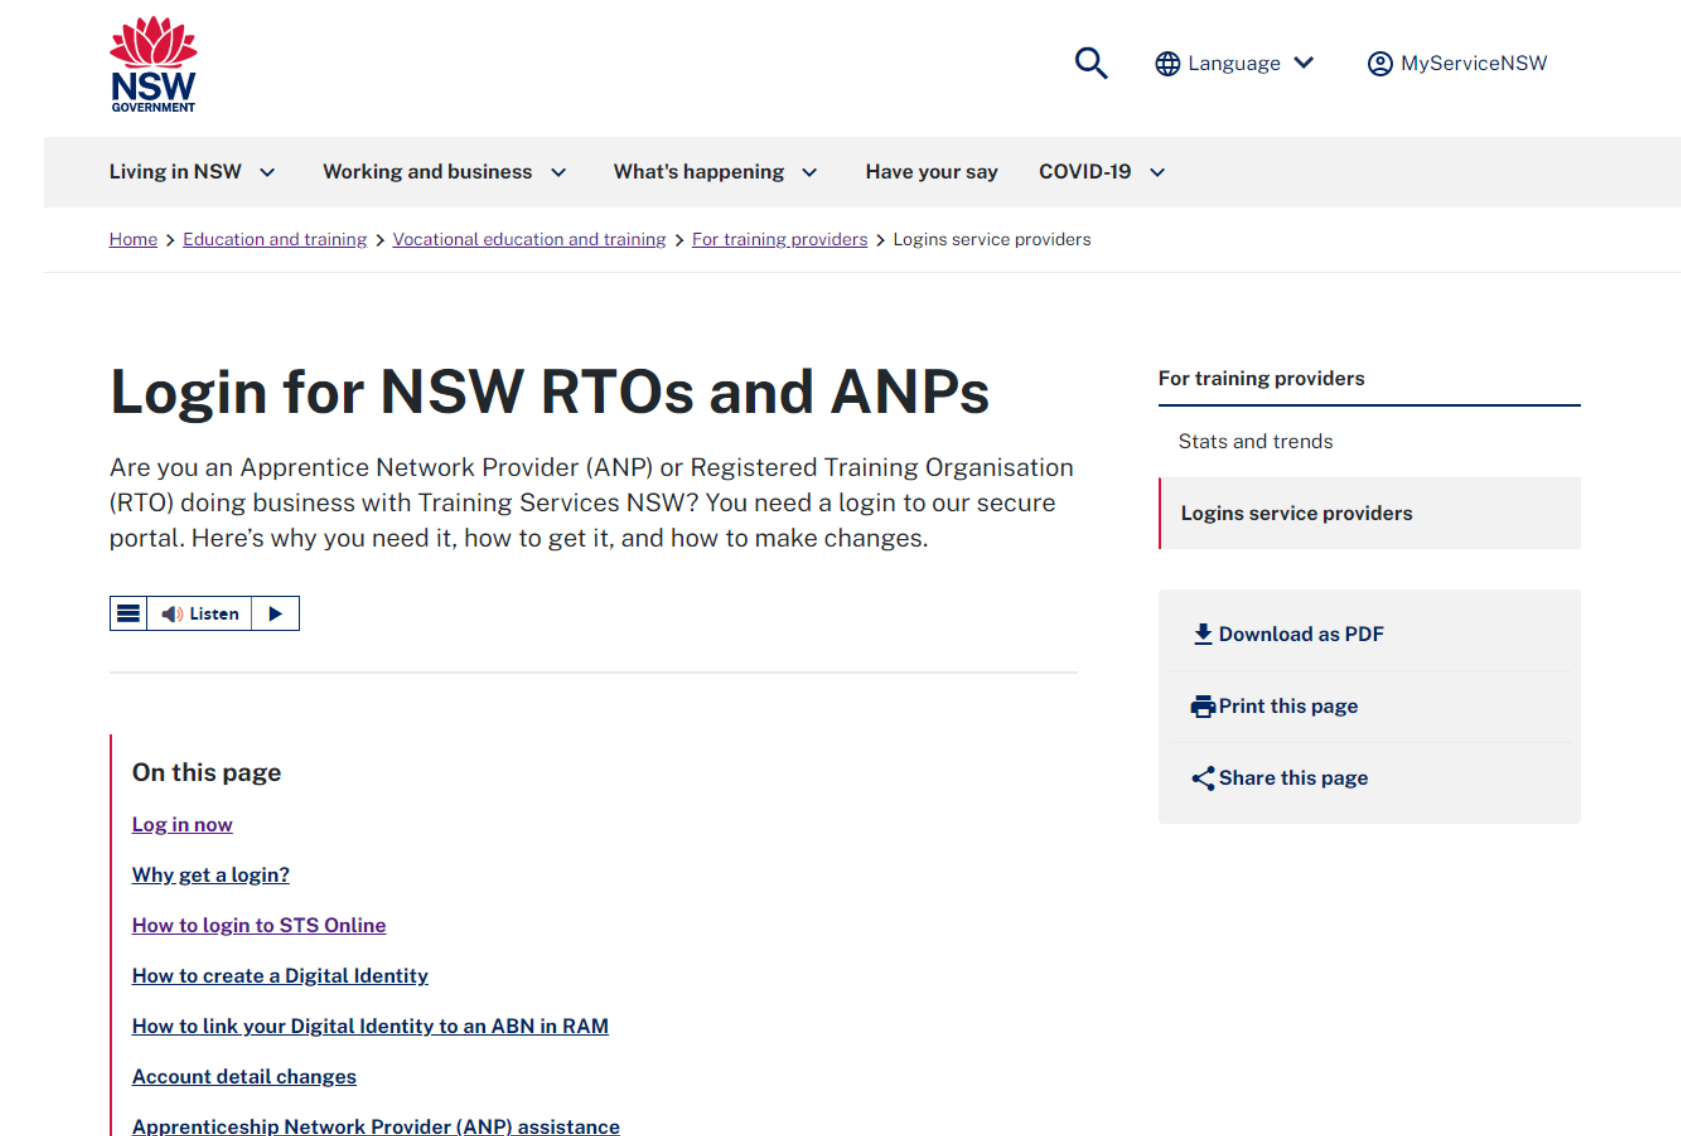 NSW
GOVERNMENT
Language
MyServiceNSW
Living in NSW
Working and business
What's happening
Have your say
COVID-19
Home > Education and training > Vocational education and training > For training providers > Logins service providers
Login for NSW RTOs and ANPs
Are you an Apprentice Network Provider (ANP) or Registered Training Organisation
(RTO) doing business with Training Services NSW? You need a login to our secure
portal. Here’s why you need it, how to get it, and how to make changes.
Listen
On this page
Log in now
Why get a login?
How to login to STS Online
How to create a Digital Identity
How to link your Digital Identity to an ABN in RAM
Account detail changes
Apprenticeship Network Provider (ANP) assistance
For training providers
Stats and trends
Logins service providers
Download as PDF
Print this page
Share this page